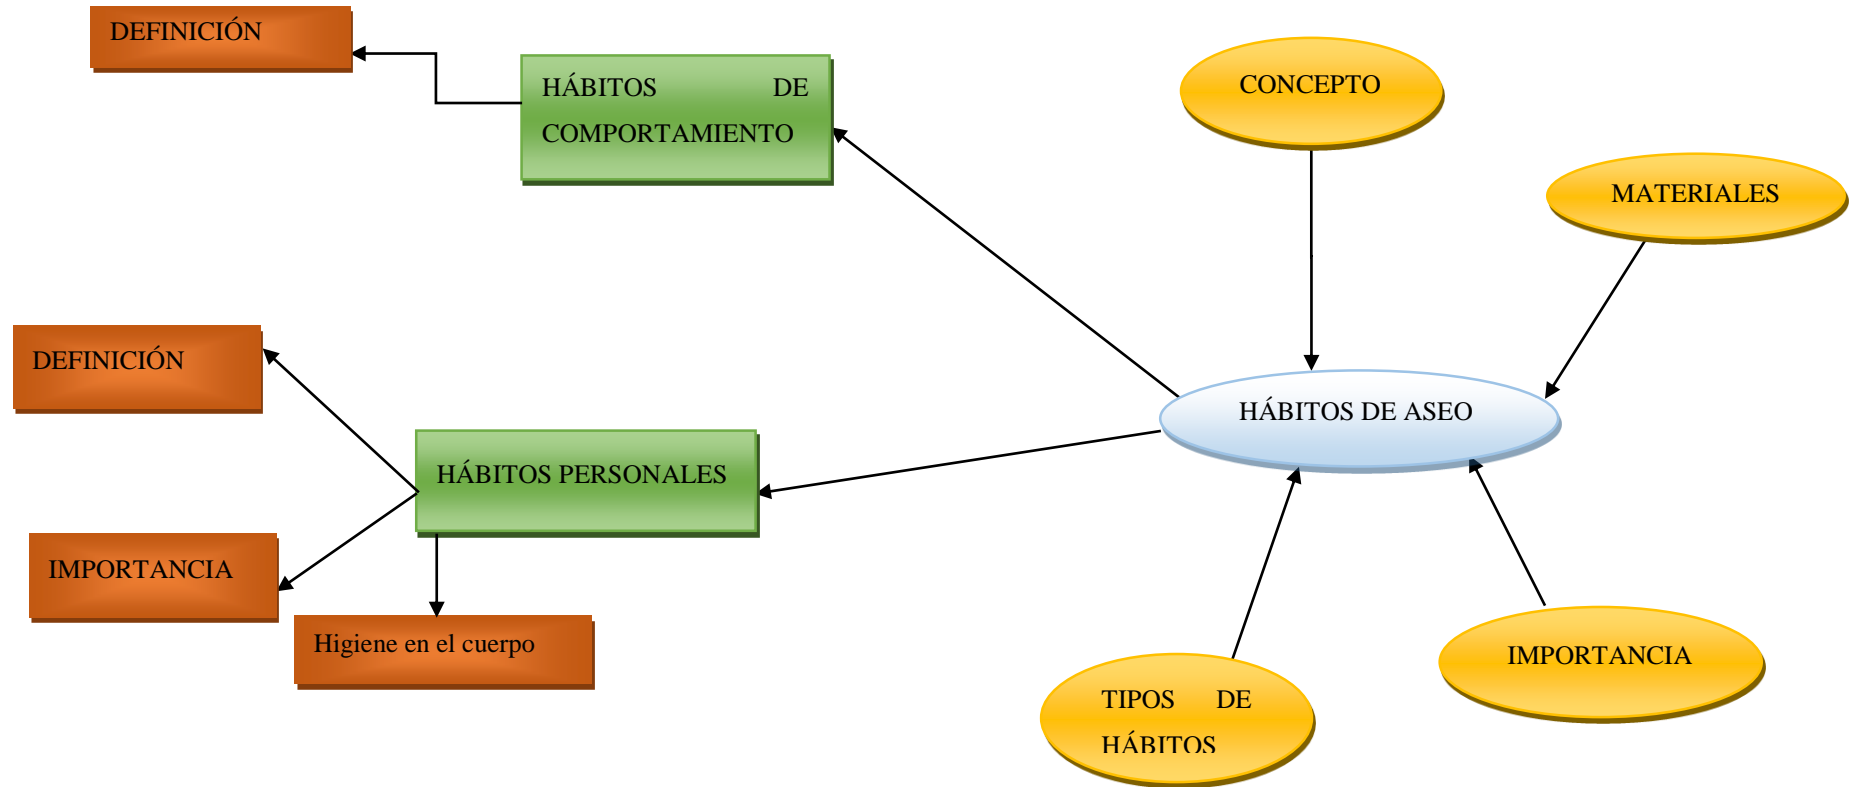 DEFINICIÓN
HÁBITOS DE
COMPORTAMIENTO
CONCEPTO
MATERIALES
DEFINICIÓN
HÁBITOS DE ASEO
HÁBITOS PERSONALES
IMPORTANCIA
Higiene en el cuerpo
IMPORTANCIA
TIPOS DE
HÁBITOS